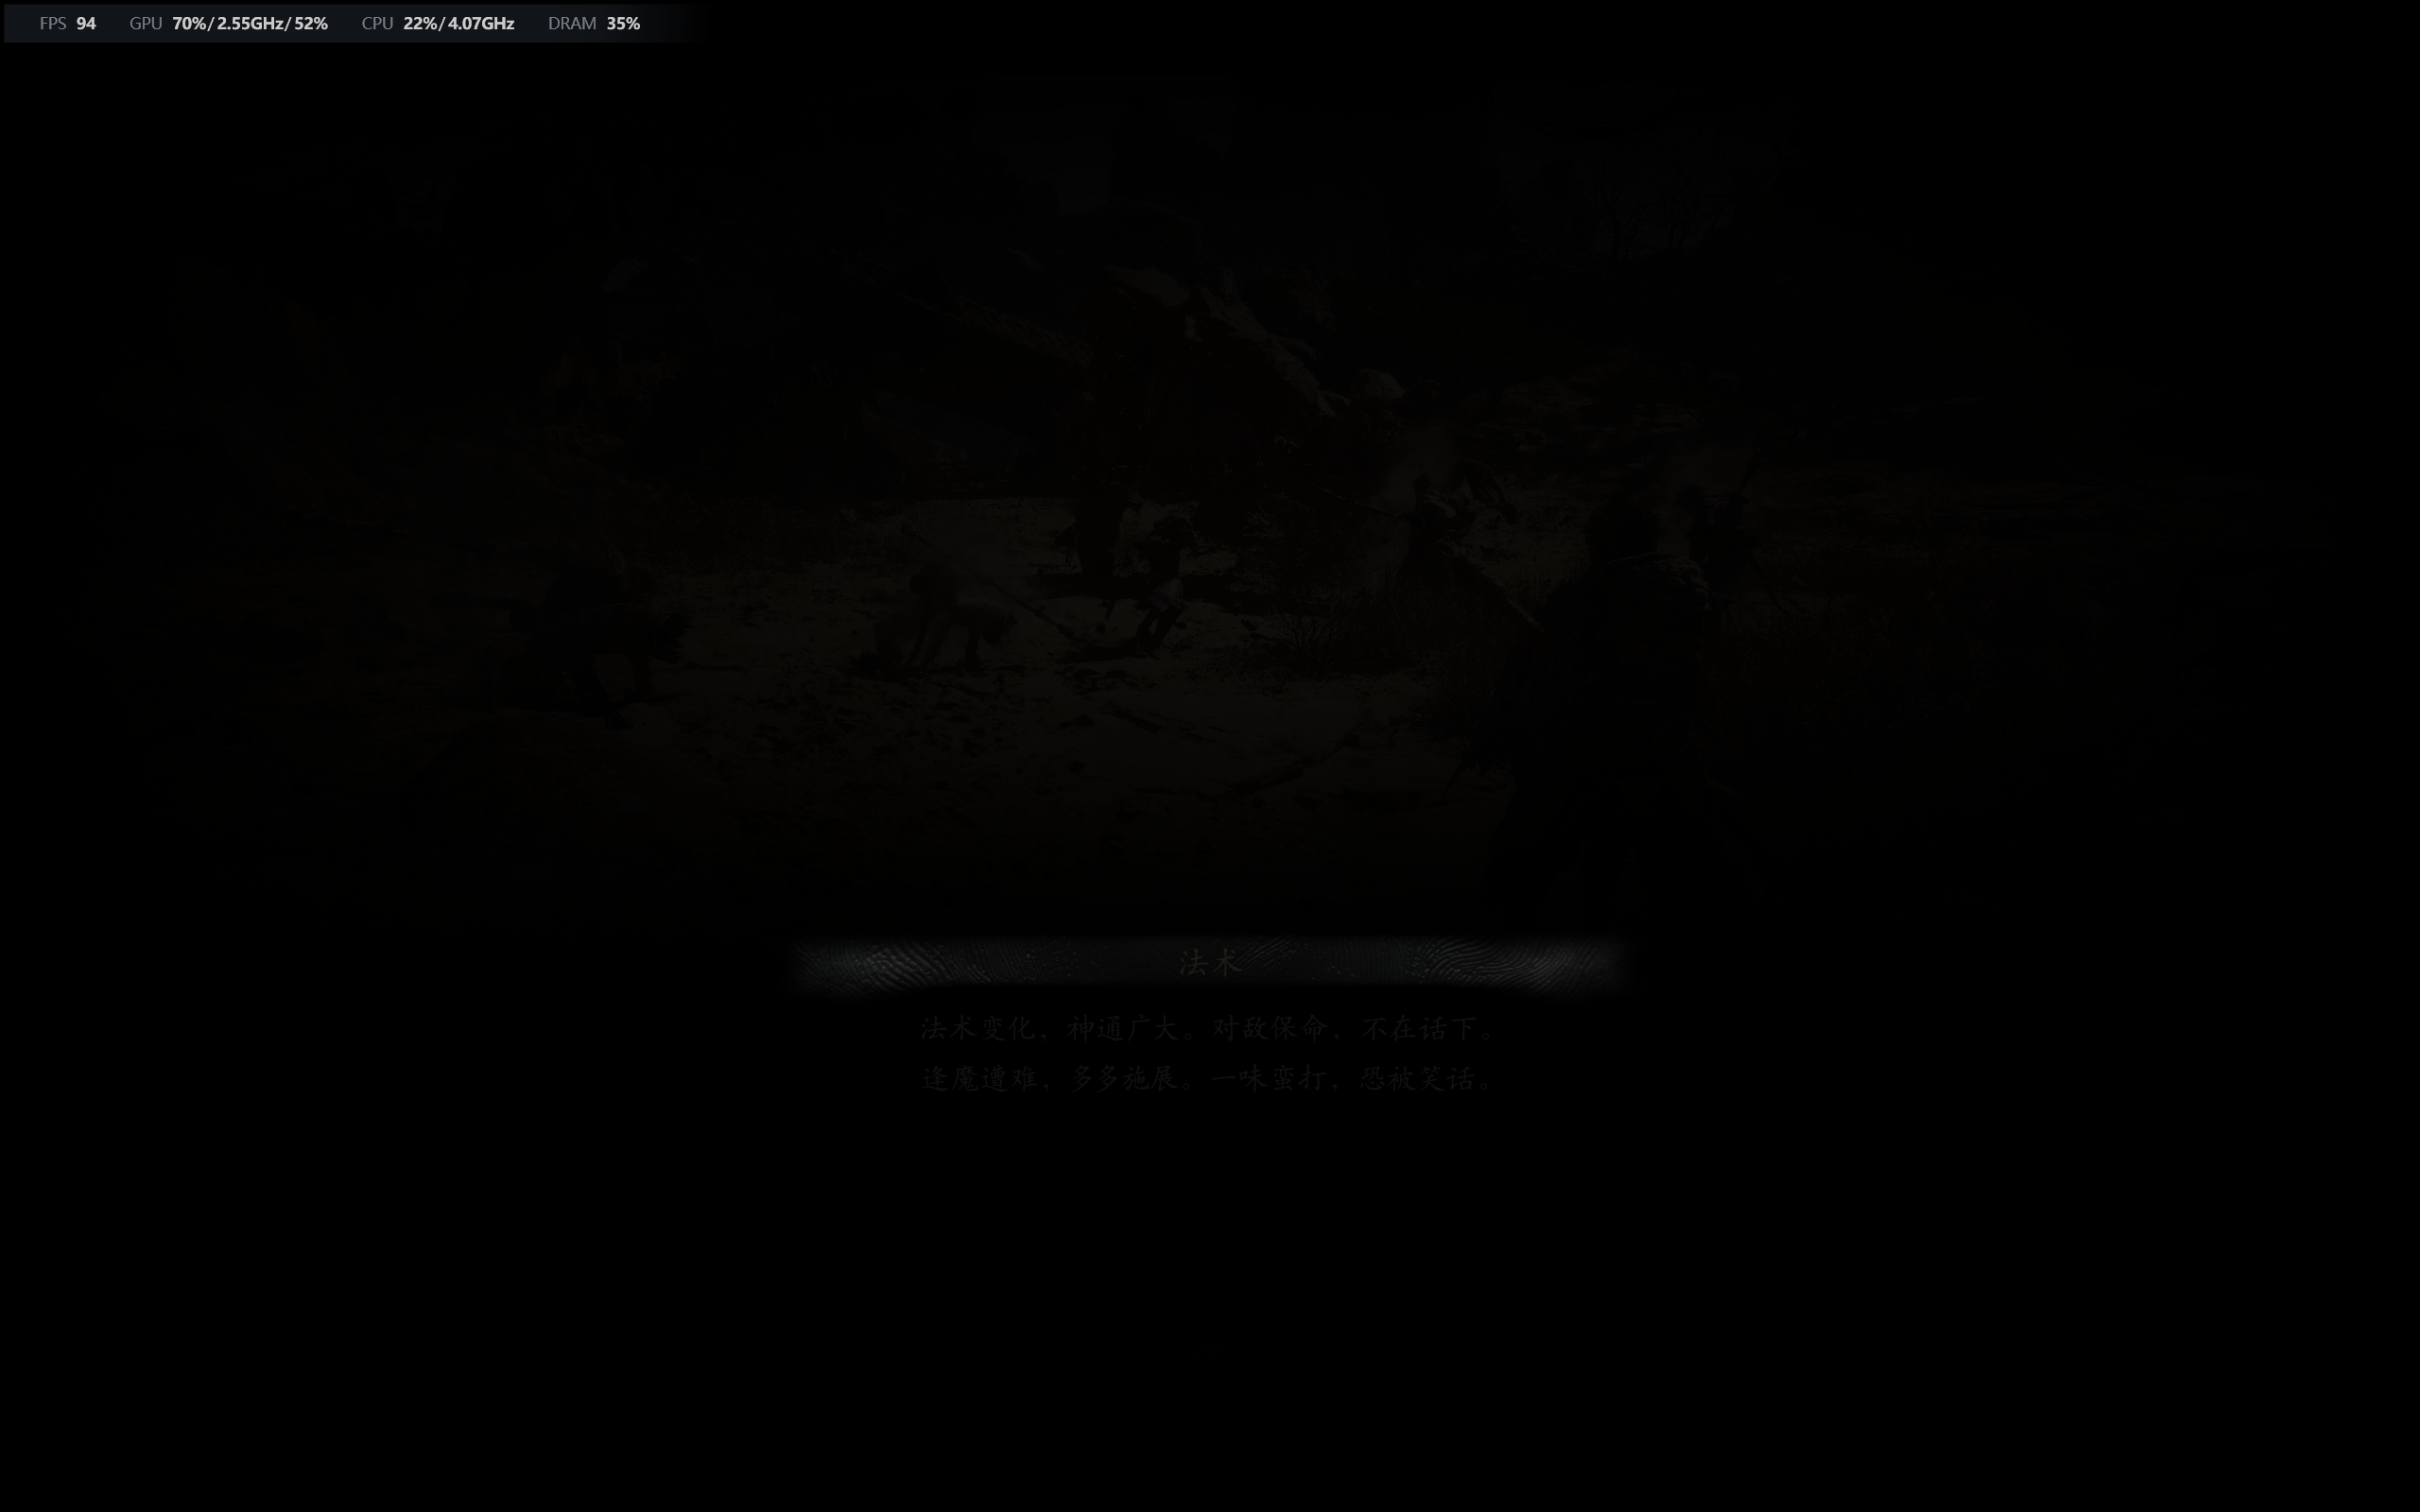 FPS 94 GPU 70%/2.55GHz/52% CPU 22%/4.07GHz DRAM 35%
法术
法术变化，神通广大。对敌保命，不在话下。
逢魔遭难，多多施展。一味蛮打，恐被笑话。